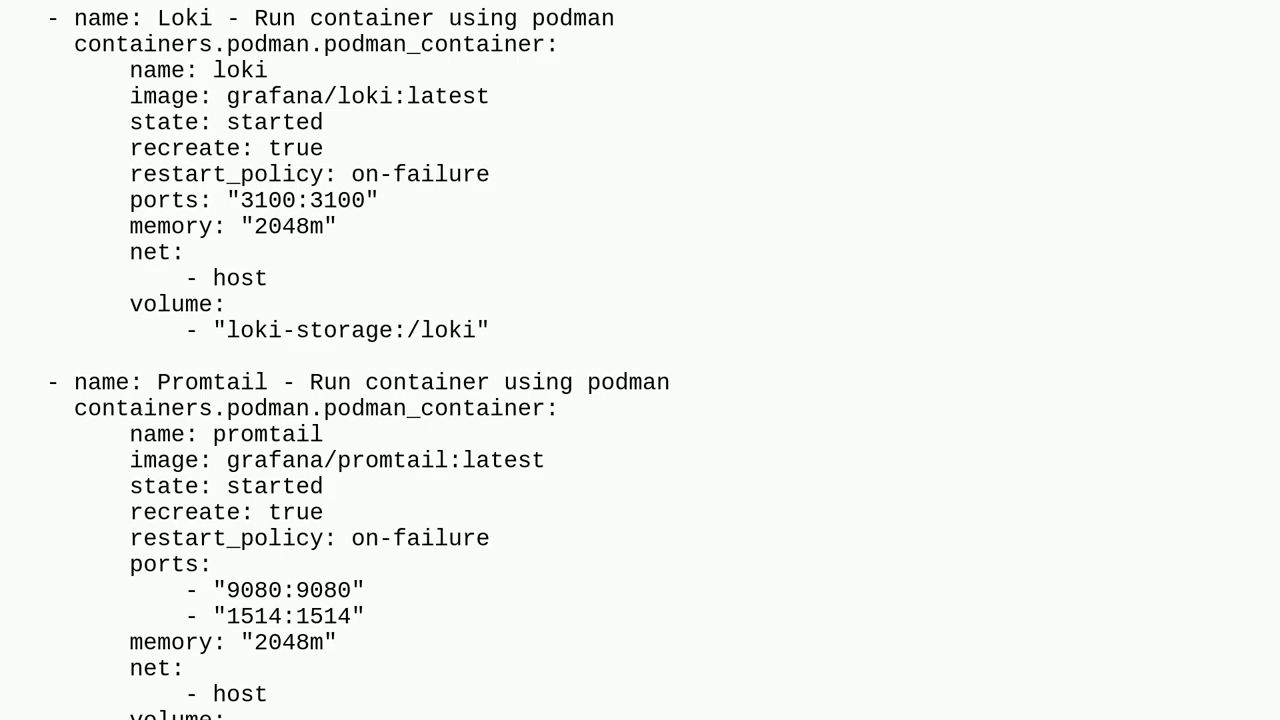 - name: Loki - Run container using podman
  containers.podman.podman_container:
      name: loki
      image: grafana/loki:latest
      state: started
      recreate: true
      restart_policy: on-failure
      ports: "3100:3100"
      memory: "2048m"
      net:
          - host
      volume:
          - "loki-storage:/loki"

- name: Promtail - Run container using podman
  containers.podman.podman_container:
      name: promtail
      image: grafana/promtail:latest
      state: started
      recreate: true
      restart_policy: on-failure
      ports:
          - "9080:9080"
          - "1514:1514"
      memory: "2048m"
      net:
          - host
      volume: